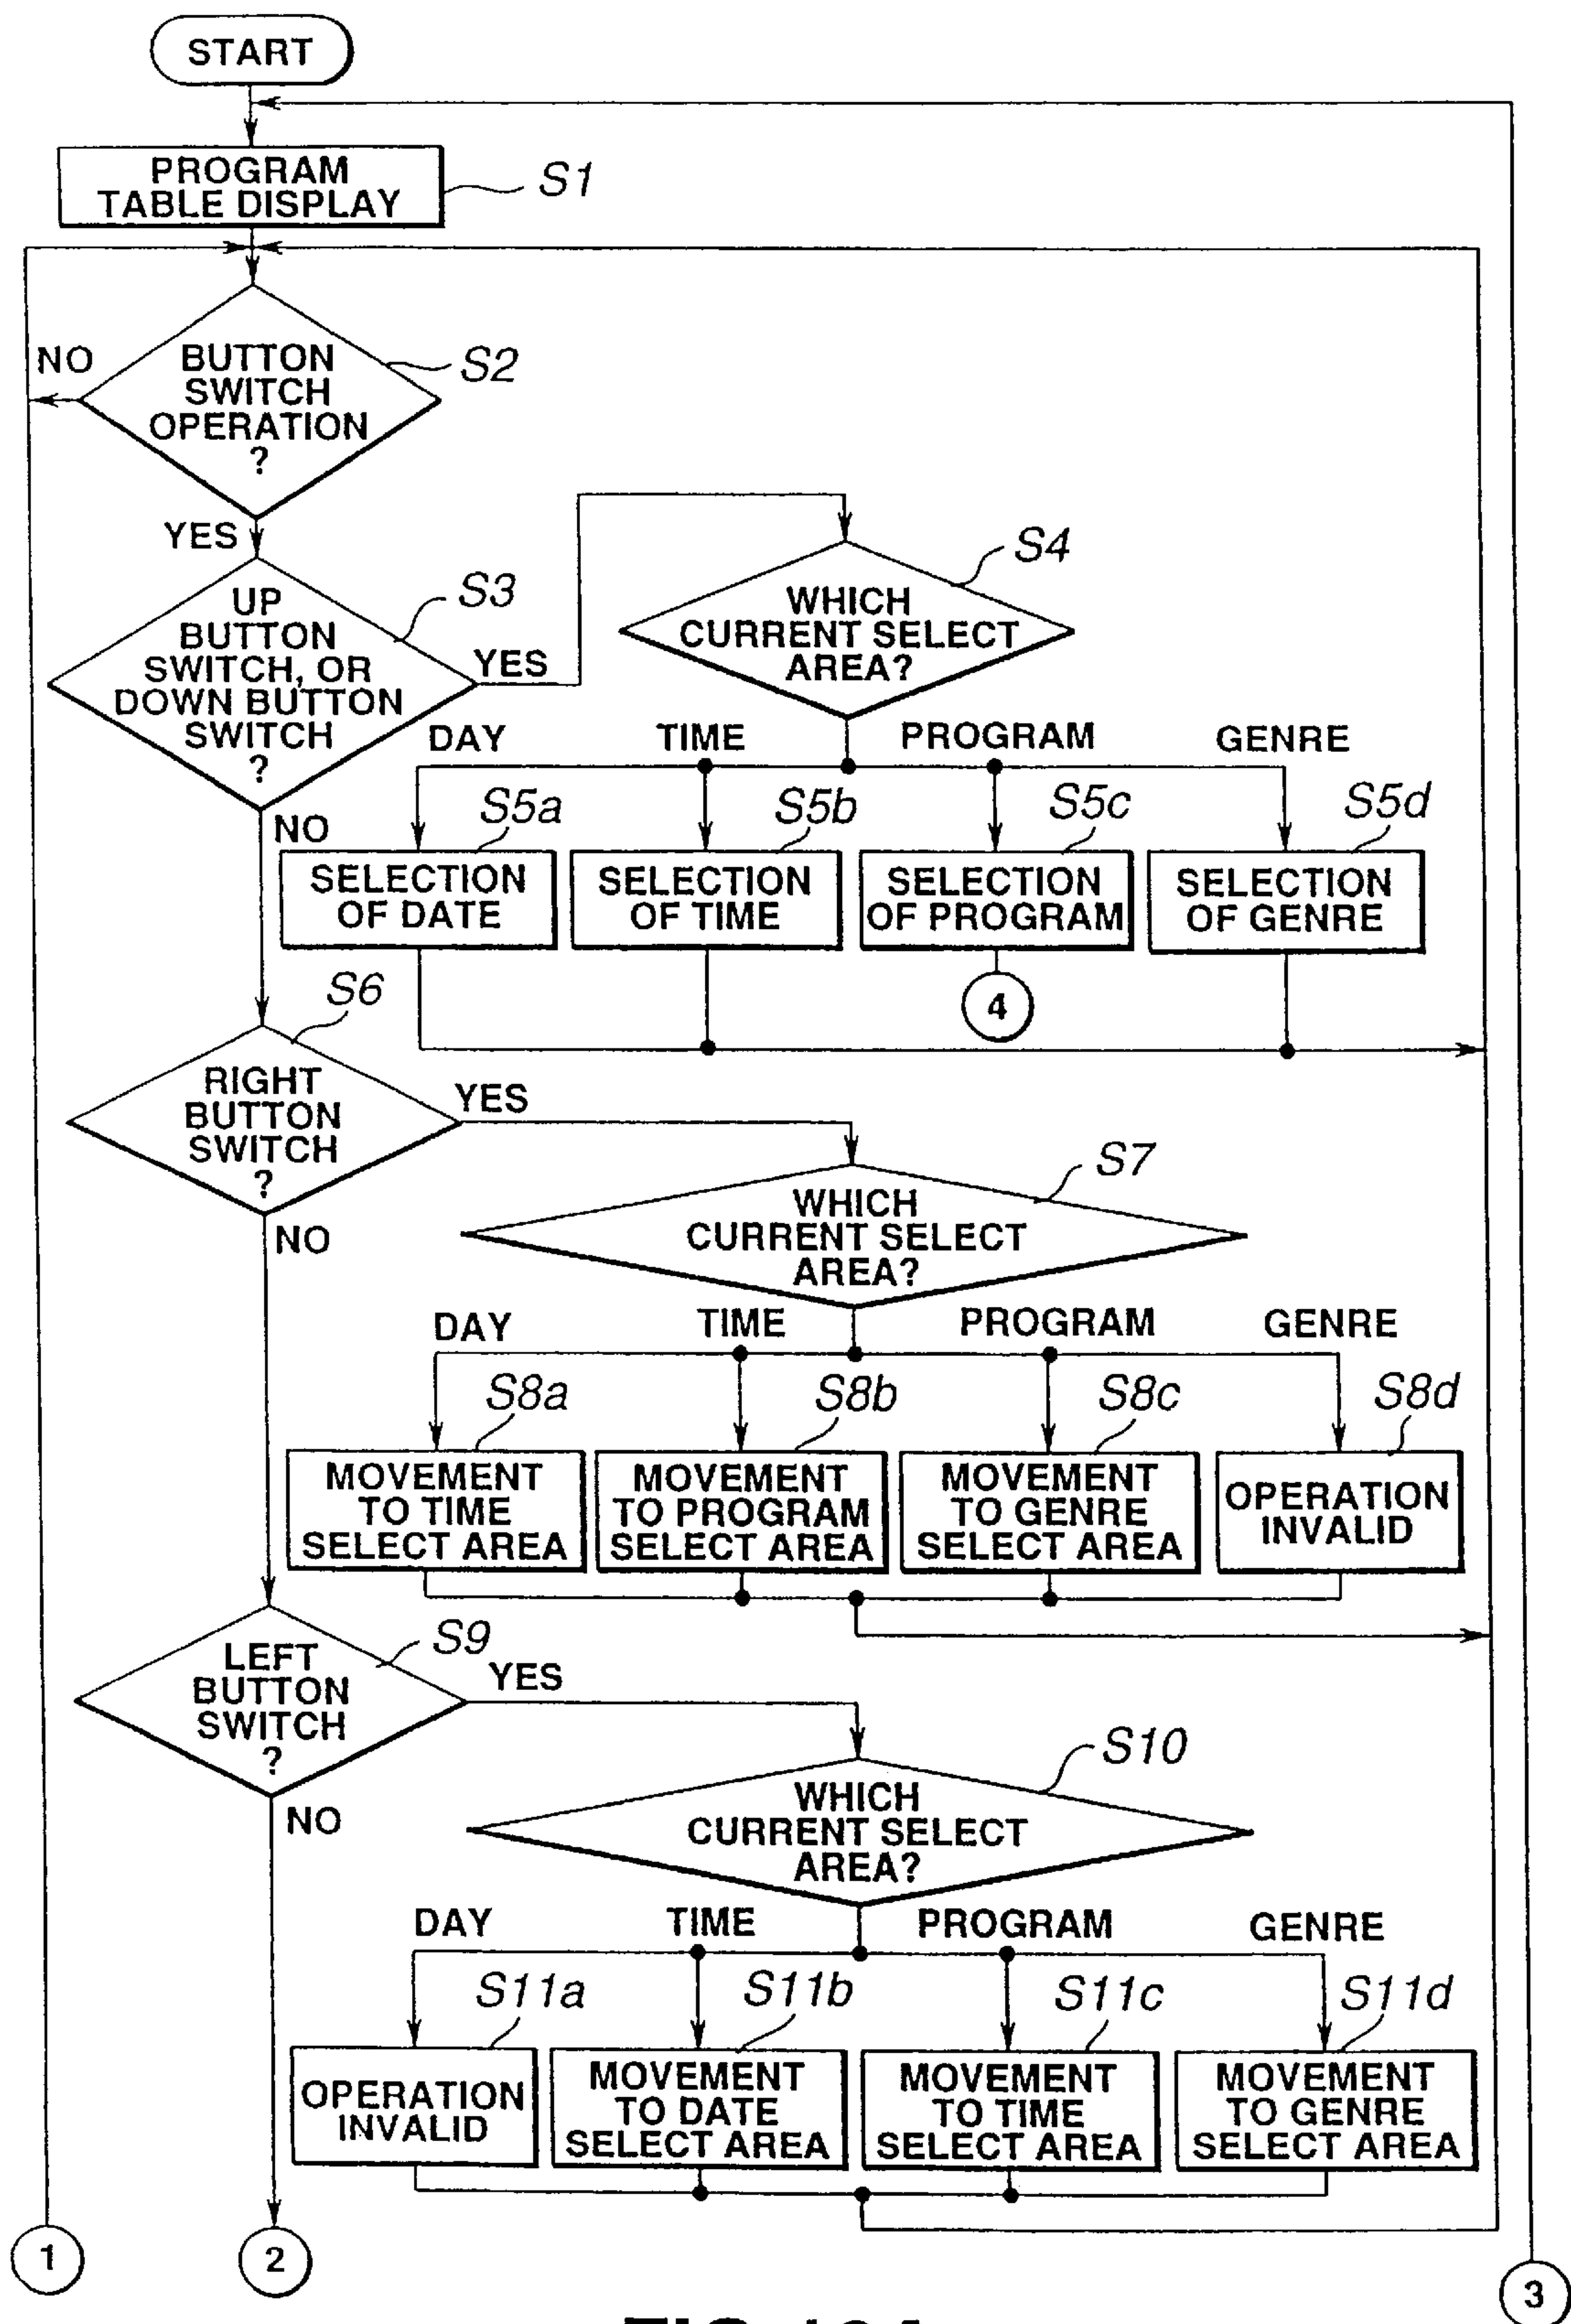 START
PROGRAM
TABLE DISPLAY
S1
NO
BUTTON
SWITCH
OPERATION
?
S2
YES
UP
BUTTON
SWITCH, OR
DOWN BUTTON
SWITCH
?
S3
YES
S4
WHICH
CURRENT SELECT
AREA?
DAY
TIME
PROGRAM
GENRE
NO
S5a
S5b
S5c
S5d
SELECTION
OF DATE
SELECTION
OF TIME
SELECTION
OF PROGRAM
SELECTION
OF GENRE
4
S6
RIGHT
BUTTON
SWITCH
?
YES
NO
S7
WHICH
CURRENT SELECT
AREA?
DAY
TIME
PROGRAM
GENRE
S8a
S8b
S8c
S8d
MOVEMENT
TO TIME
SELECT AREA
MOVEMENT
TO PROGRAM
SELECT AREA
MOVEMENT
TO GENRE
SELECT AREA
OPERATION
INVALID
S9
LEFT
BUTTON
SWITCH
?
YES
NO
S10
WHICH
CURRENT SELECT
AREA?
DAY
TIME
PROGRAM
GENRE
S11a
S11b
S11c
S11d
OPERATION
INVALID
MOVEMENT
TO DATE
SELECT AREA
MOVEMENT
TO TIME
SELECT AREA
MOVEMENT
TO GENRE
SELECT AREA
1
2
3